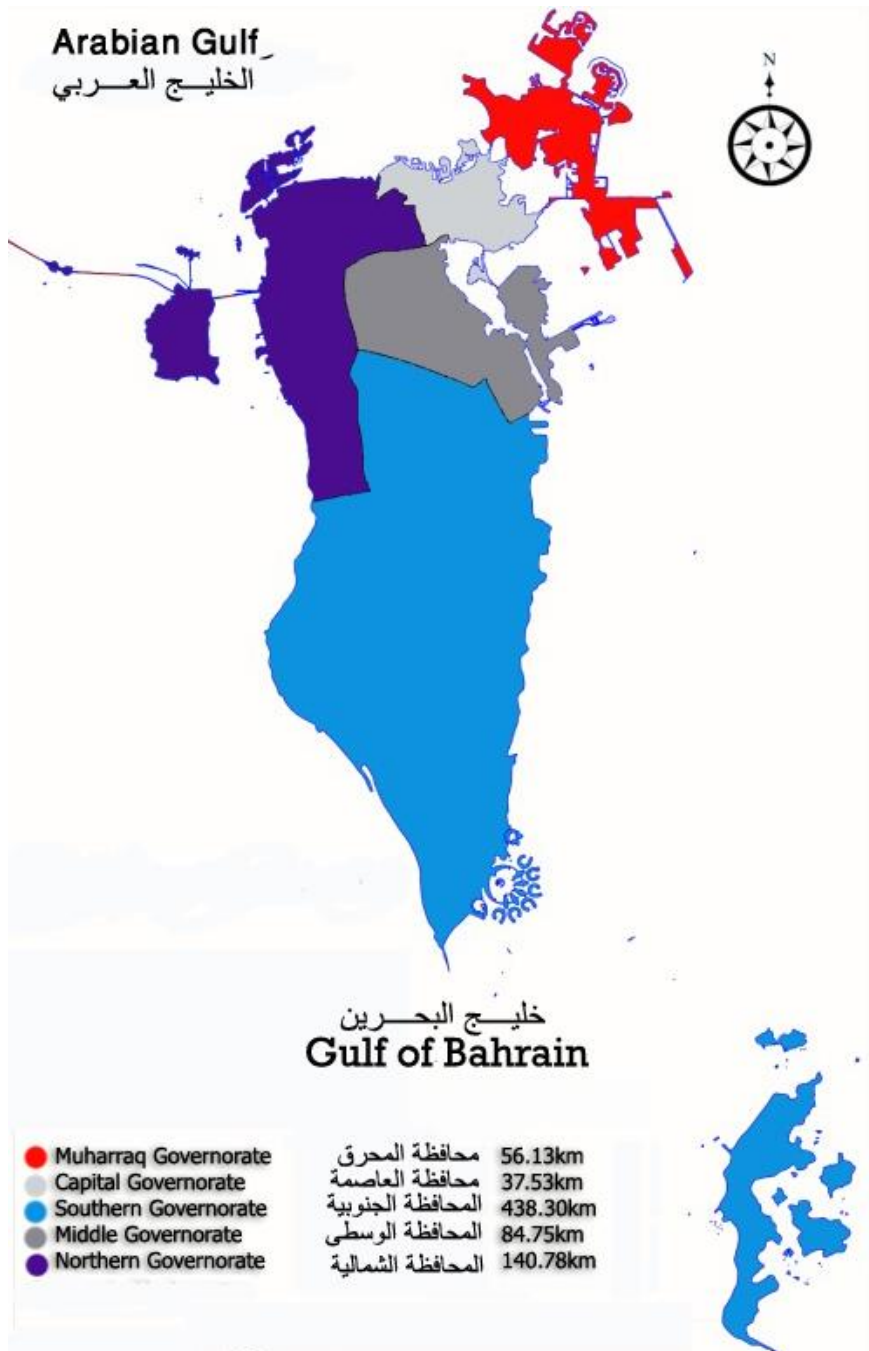 Arabian Gulf
الخليـــج العـــربي
N
خليـــج البحـــرين
Gulf of Bahrain
Muharraq Governorate محافظة المحرق 56.13km
Capital Governorate محافظة العاصمة 37.53km
Southern Governorate المحافظة الجنوبية 438.30km
Middle Governorate المحافظة الوسطى 84.75km
Northern Governorate المحافظة الشمالية 140.78km